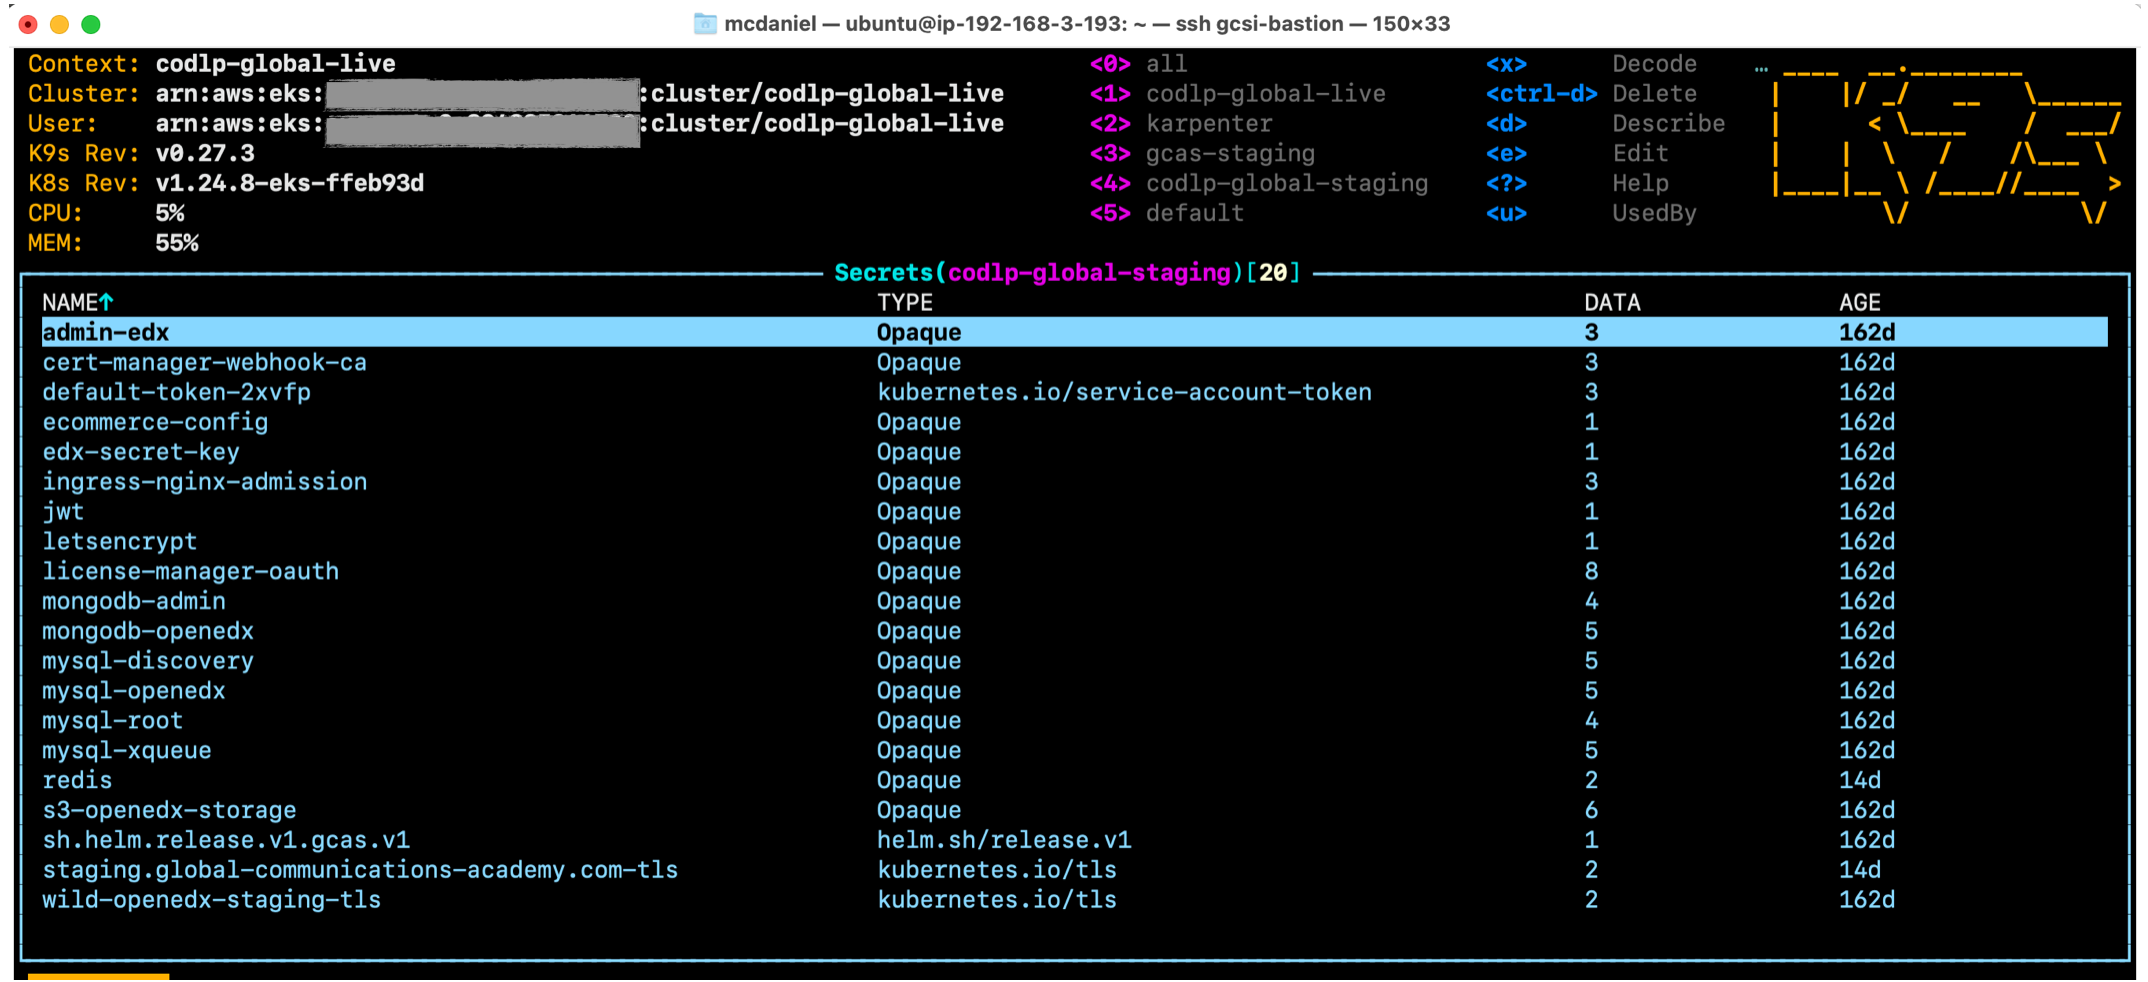 mcdaniel — ubuntu@ip-192-168-3-193: ~ — ssh gcsi-bastion — 150×33
Context: codlp-global-live <0> all <x> Decode …
Cluster: arn:aws:eks: :cluster/codlp-global-live <1> codlp-global-live <ctrl-d> Delete
User: arn:aws:eks: :cluster/codlp-global-live <2> karpenter <d> Describe
K9s Rev: v0.27.3 <3> gcas-staging <e> Edit
K8s Rev: v1.24.8-eks-ffeb93d <4> codlp-global-staging <?> Help
CPU: 5% <5> default <u> UsedBy
MEM: 55%
Secrets(codlp-global-staging)[20]
NAME↑ TYPE DATA AGE
admin-edx Opaque 3 162d
cert-manager-webhook-ca Opaque 3 162d
default-token-2xvfp kubernetes.io/service-account-token 3 162d
ecommerce-config Opaque 1 162d
edx-secret-key Opaque 1 162d
ingress-nginx-admission Opaque 3 162d
jwt Opaque 1 162d
letsencrypt Opaque 1 162d
license-manager-oauth Opaque 8 162d
mongodb-admin Opaque 4 162d
mongodb-openedx Opaque 5 162d
mysql-discovery Opaque 5 162d
mysql-openedx Opaque 5 162d
mysql-root Opaque 4 162d
mysql-xqueue Opaque 5 162d
redis Opaque 2 14d
s3-openedx-storage Opaque 6 162d
sh.helm.release.v1.gcas.v1 helm.sh/release.v1 1 162d
staging.global-communications-academy.com-tls kubernetes.io/tls 2 14d
wild-openedx-staging-tls kubernetes.io/tls 2 162d